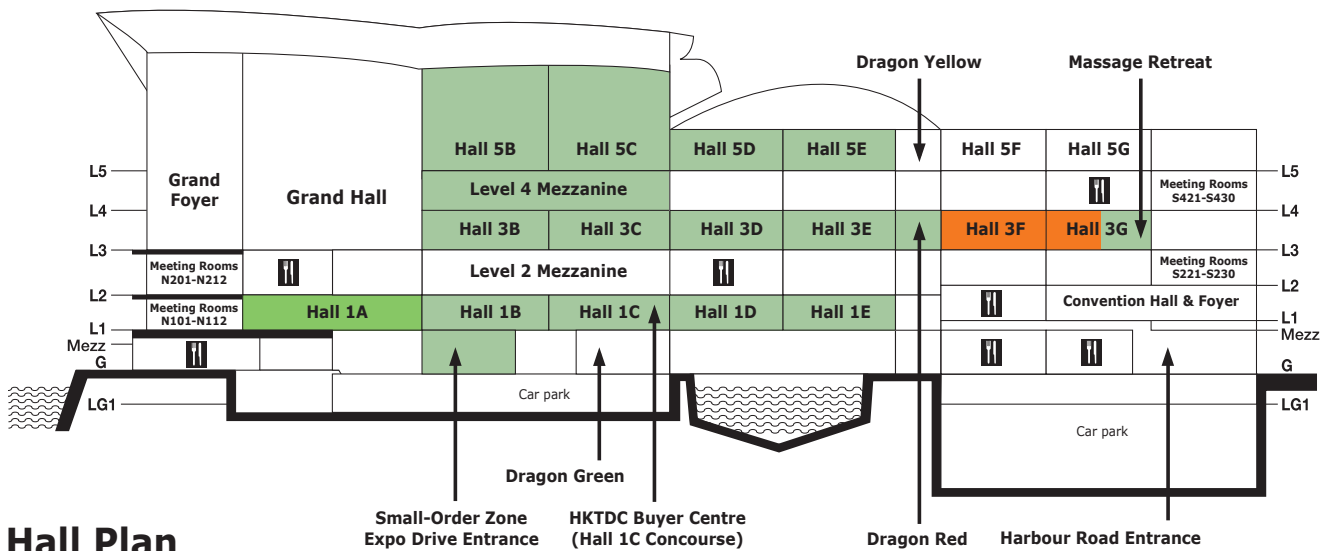 Dragon Yellow
Massage Retreat
Hall 5B
Hall 5C
Hall 5D
Hall 5E
Hall 5F
Hall 5G
L5
Grand
Foyer
Grand Hall
Level 4 Mezzanine
Meeting Rooms
S421-S430
L5
L4
Hall 3B
Hall 3C
Hall 3D
Hall 3E
Hall 3F
Hall 3G
L4
L3
Meeting Rooms
N201-N212
Level 2 Mezzanine
Meeting Rooms
S221-S230
L3
L2
Meeting Rooms
N101-N112
Hall 1A
Hall 1B
Hall 1C
Hall 1D
Hall 1E
Convention Hall & Foyer
L2
L1
L1
Mezz
G
Mezz
G
LG1
Car park
Car park
LG1
Dragon Green
Small-Order Zone
Expo Drive Entrance
HKTDC Buyer Centre
(Hall 1C Concourse)
Dragon Red
Harbour Road Entrance
Hall Plan